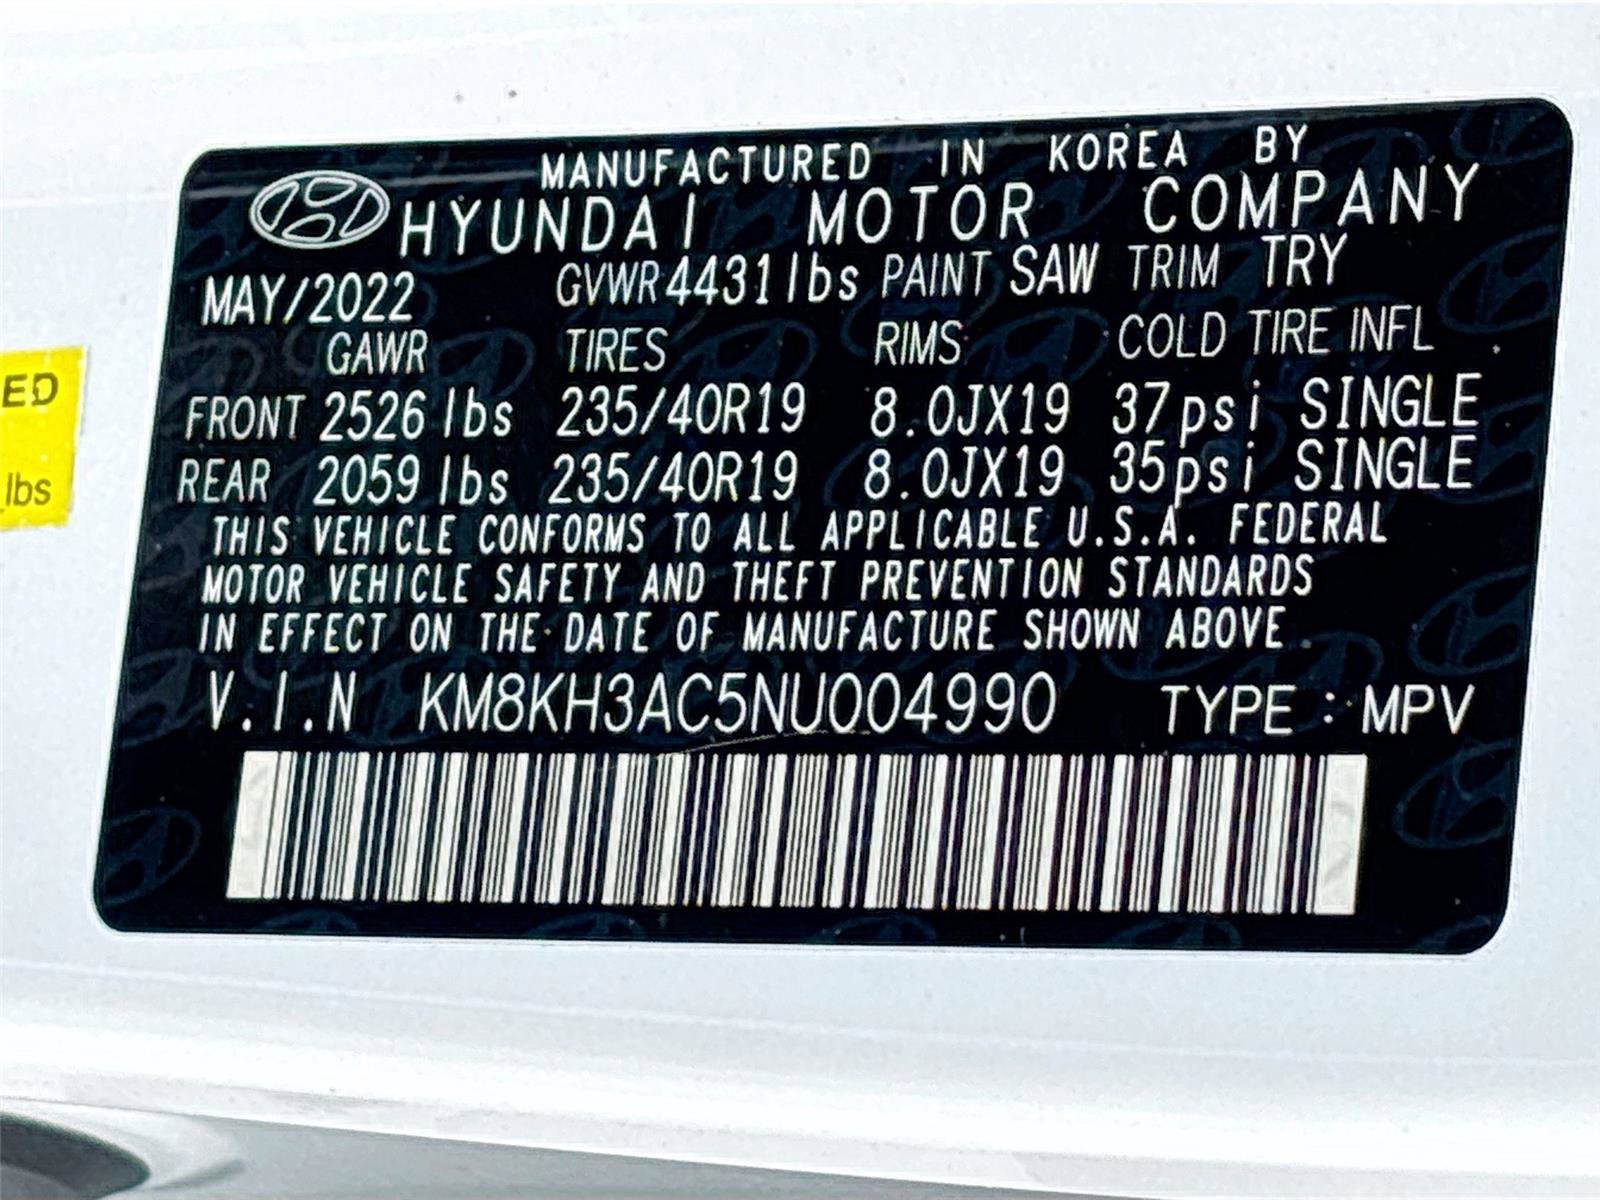 MANUFACTURED IN KOREA BY
HYUNDAI MOTOR COMPANY
MAY/2022 GVWR 4431 lbs PAINT SAW TRIM TRY
GAWR TIRES RIMS COLD TIRE INFL
FRONT 2526 lbs 235/40R19 8.0JX19 37psi SINGLE
REAR 2059 lbs 235/40R19 8.0JX19 35psi SINGLE
THIS VEHICLE CONFORMS TO ALL APPLICABLE U.S.A. FEDERAL
MOTOR VEHICLE SAFETY AND THEFT PREVENTION STANDARDS
IN EFFECT ON THE DATE OF MANUFACTURE SHOWN ABOVE.
V.I.N KM8KH3AC5NU004990 TYPE : MPV
ED
lbs